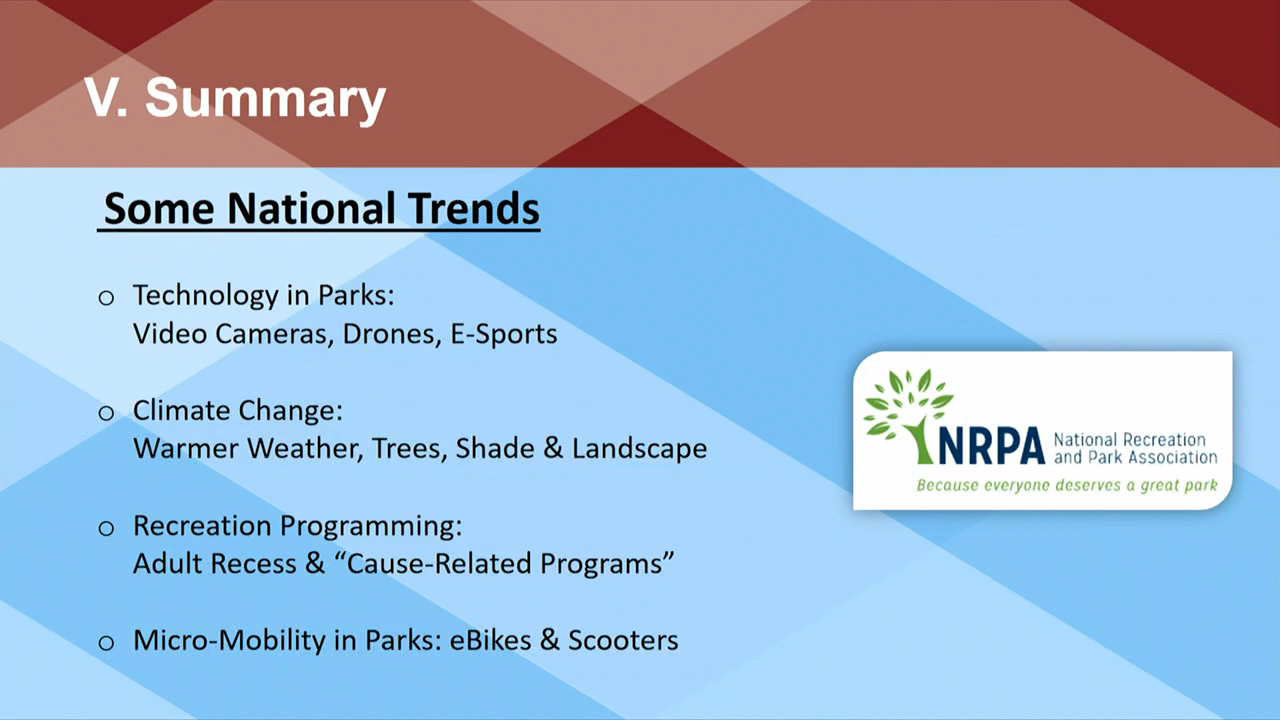 V. Summary
Some National Trends
o Technology in Parks:
Video Cameras, Drones, E-Sports
o Climate Change:
Warmer Weather, Trees, Shade & Landscape
o Recreation Programming:
Adult Recess & “Cause-Related Programs”
o Micro-Mobility in Parks: eBikes & Scooters
NRPA
National Recreation
and Park Association
Because everyone deserves a great park